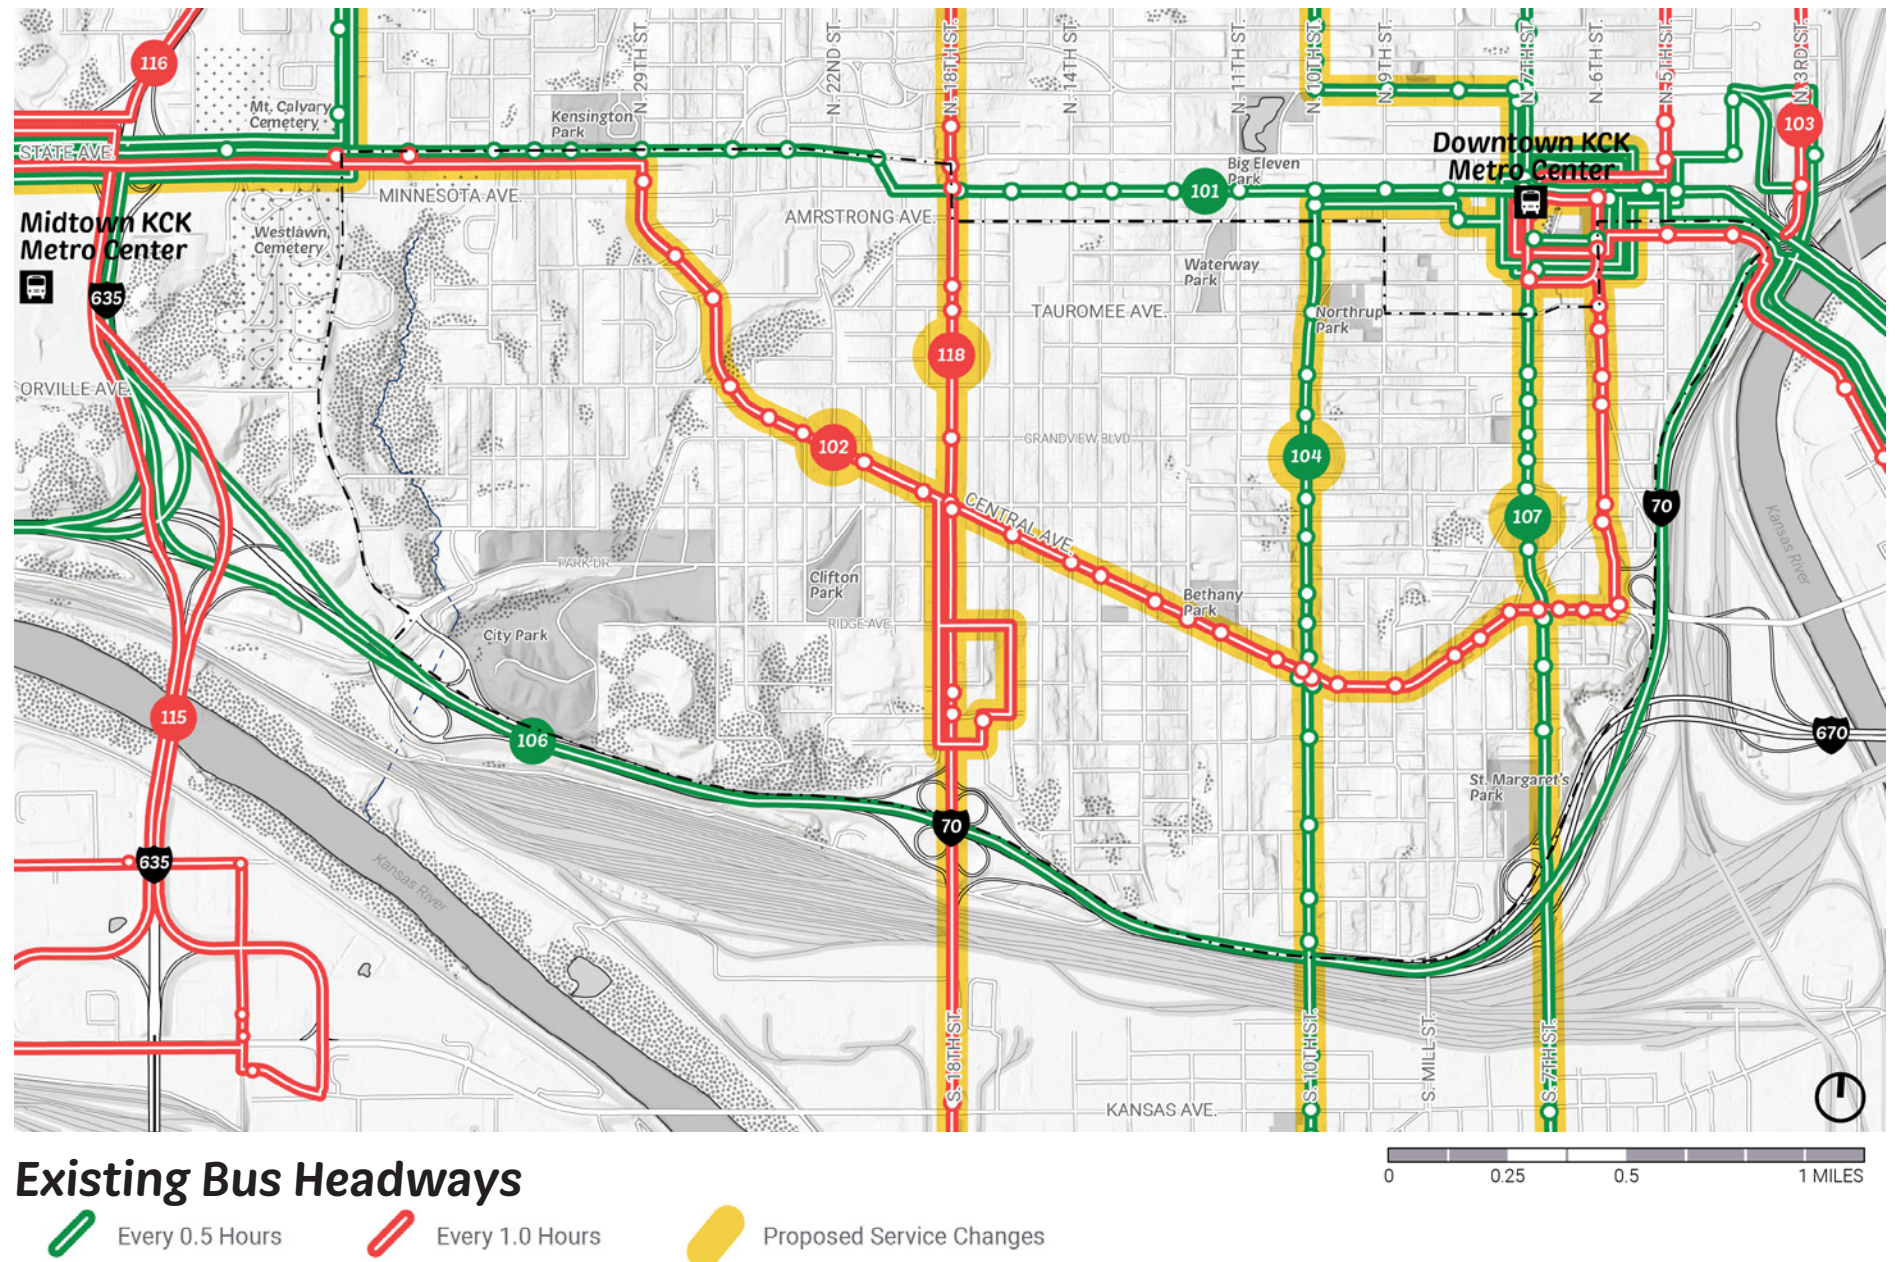 116
Mt. Calvary
Cemetery
STATE AVE.
Midtown KCK
Metro Center
635
Westlawn
Cemetery
MINNESOTA AVE.
Kensington
Park
N. 29TH ST.
N. 22ND ST.
N. 18TH ST.
N. 14TH ST.
N. 11TH ST.
N. 10TH ST.
N. 9TH ST.
N. 7TH ST.
N. 6TH ST.
N. 5TH ST.
N. 3RD ST.
103
Downtown KCK
Metro Center
Big Eleven
Park
101
AMRSTRONG AVE.
Waterway
Park
TAUROMEE AVE.
Northrup
Park
ORVILLE AVE.
118
102
GRANDVIEW BLVD
104
CENTRAL AVE.
107
70
Kansas River
PARK DR.
Clifton
Park
Bethany
Park
RIDGE AVE.
City Park
115
106
670
St. Margaret's
Park
70
635
Kansas River
S. 18TH ST.
S. 10TH ST.
S. MILL ST.
S. 7TH ST.
KANSAS AVE.
0 0.25 0.5 1 MILES
Existing Bus Headways
Every 0.5 Hours
Every 1.0 Hours
Proposed Service Changes